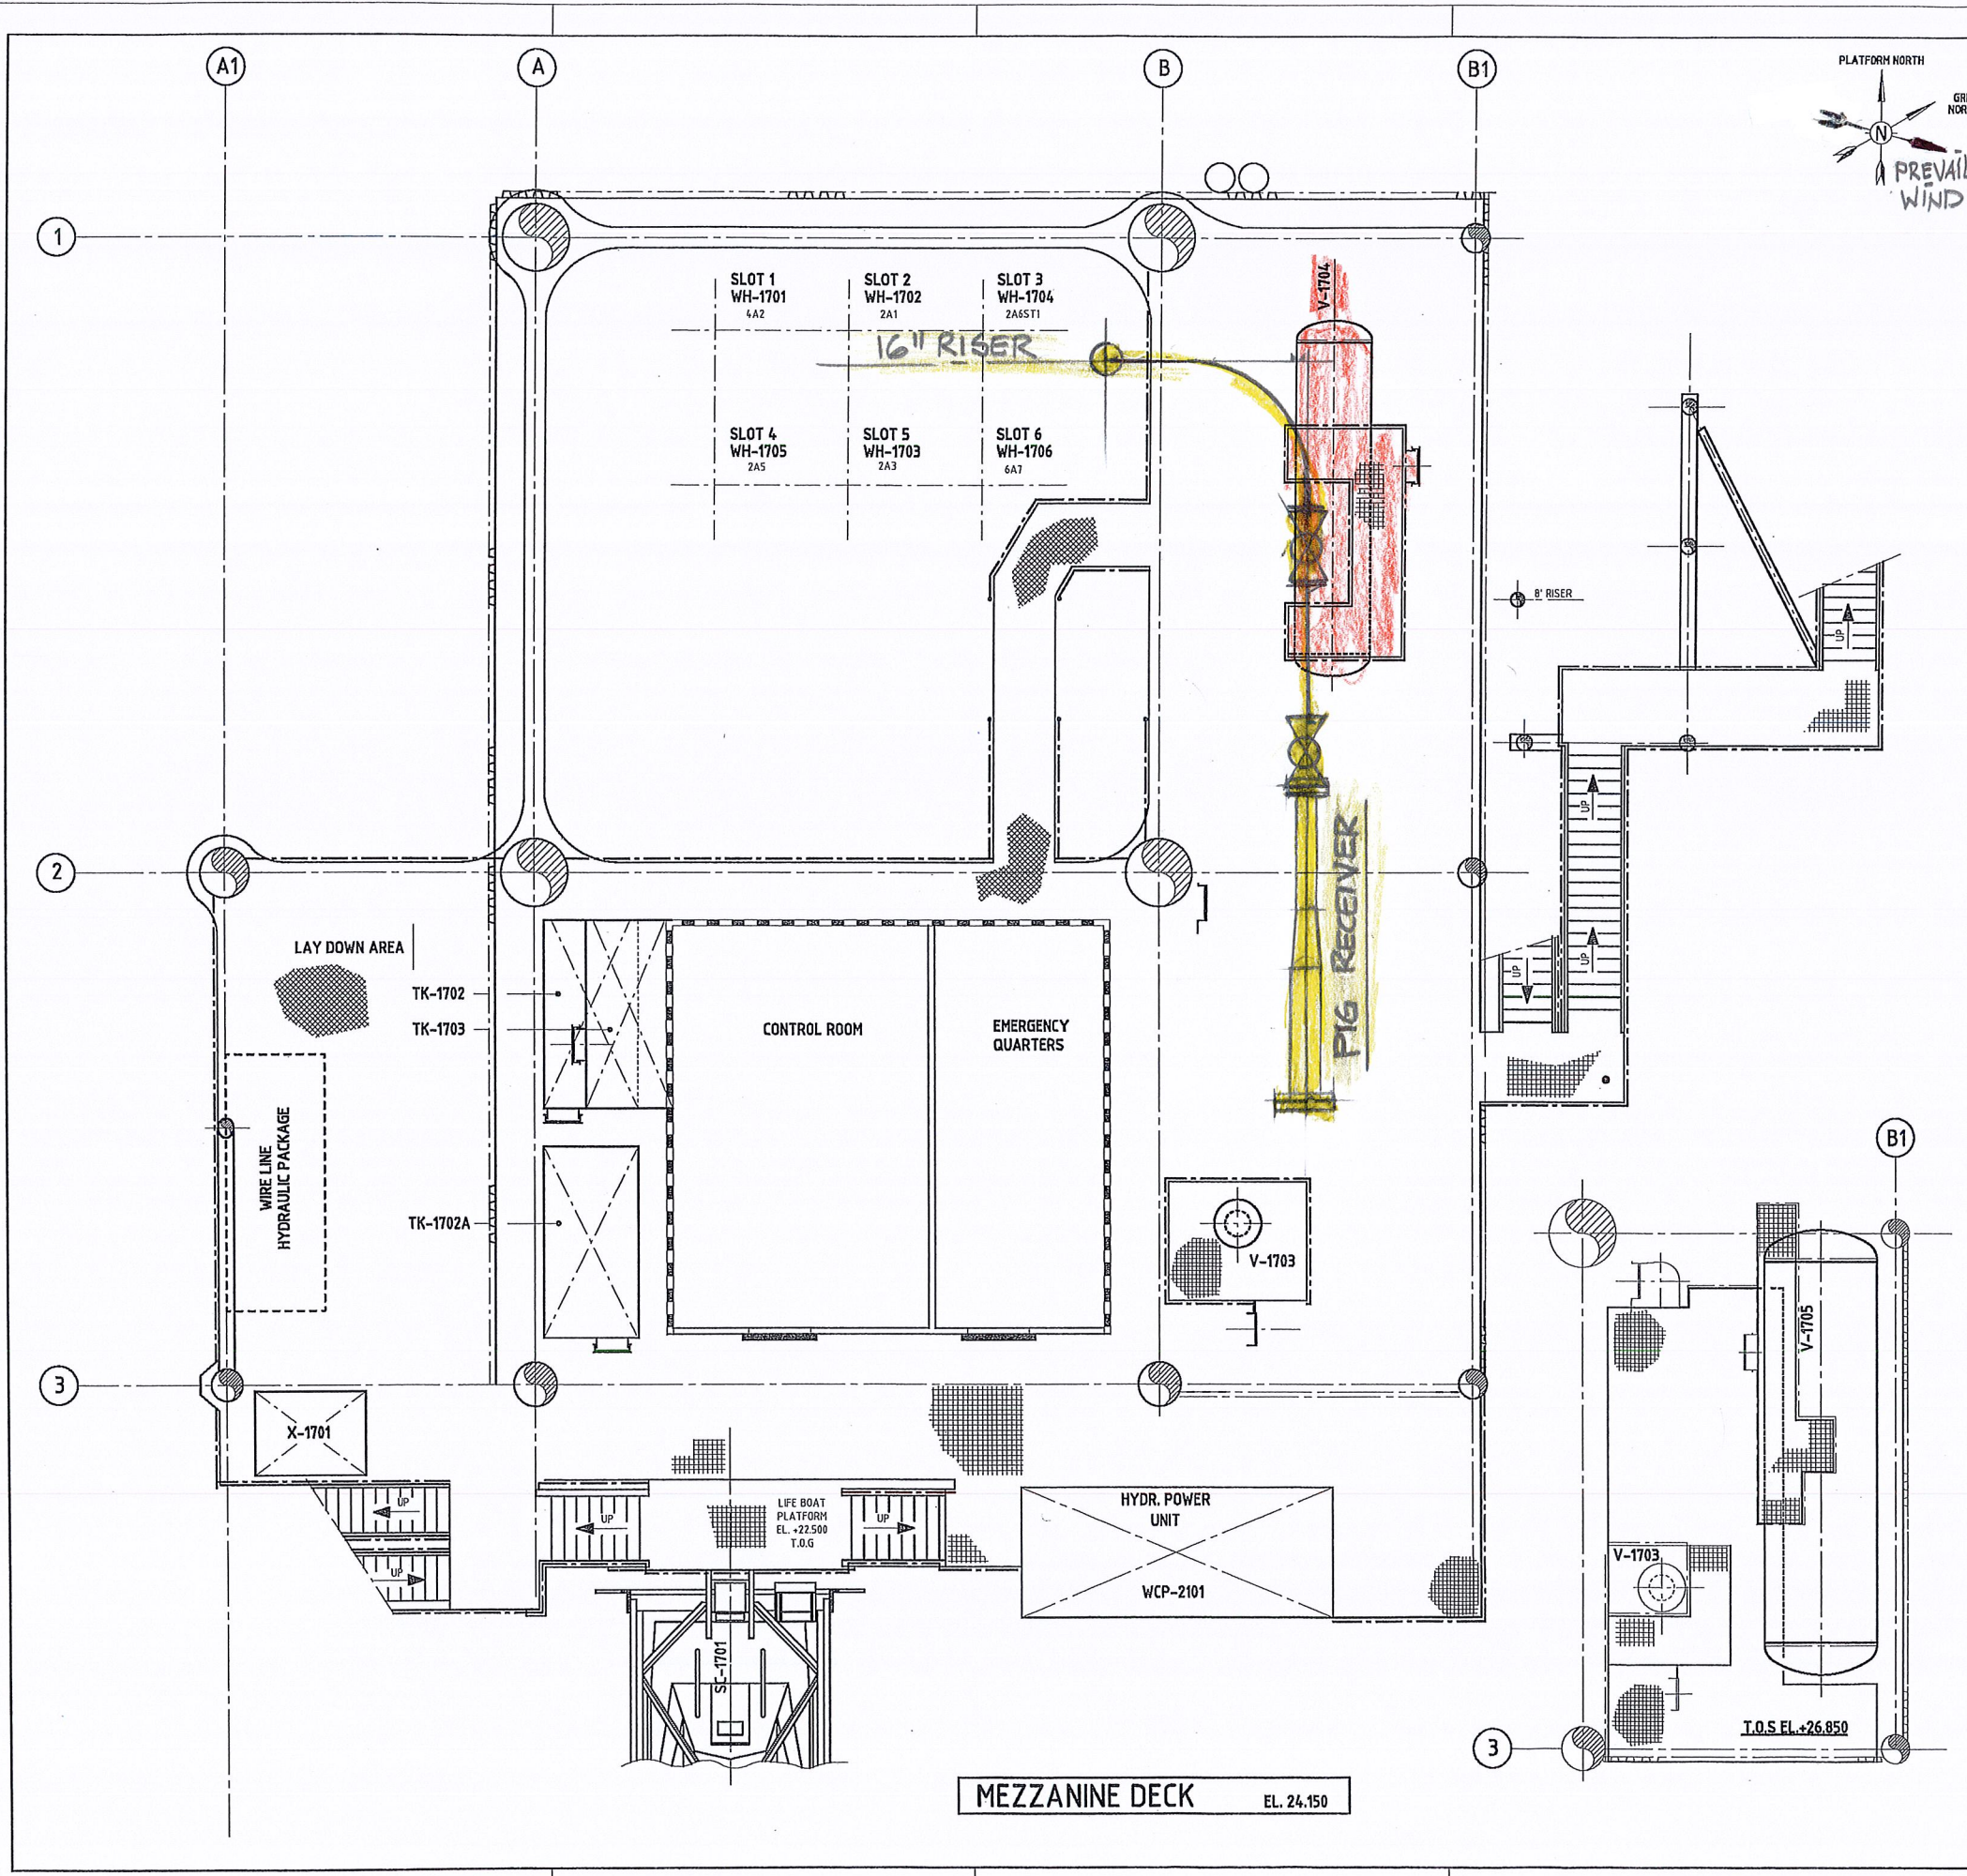 A1
A
B
B1
PLATFORM NORTH
N
PREVAIL
WIND
1
SLOT 1
WH-1701
4A2
SLOT 2
WH-1702
2A1
SLOT 3
WH-1704
2A6ST1
V-1704
16" RISER
SLOT 4
WH-1705
2A5
SLOT 5
WH-1703
2A3
SLOT 6
WH-1706
6A7
8' RISER
UP
UP
UP
UP
2
PIG RECEIVER
LAY DOWN AREA
TK-1702
TK-1703
CONTROL ROOM
EMERGENCY
QUARTERS
WIRE LINE
HYDRAULIC PACKAGE
TK-1702A
V-1703
B1
V-1705
3
X-1701
UP
UP
UP
LIFE BOAT
PLATFORM
EL. +22.500
T.O.G
UP
HYDR. POWER
UNIT
WCP-2101
SC-1701
V-1703
T.O.S EL.+26.850
3
MEZZANINE DECK
EL. 24.150